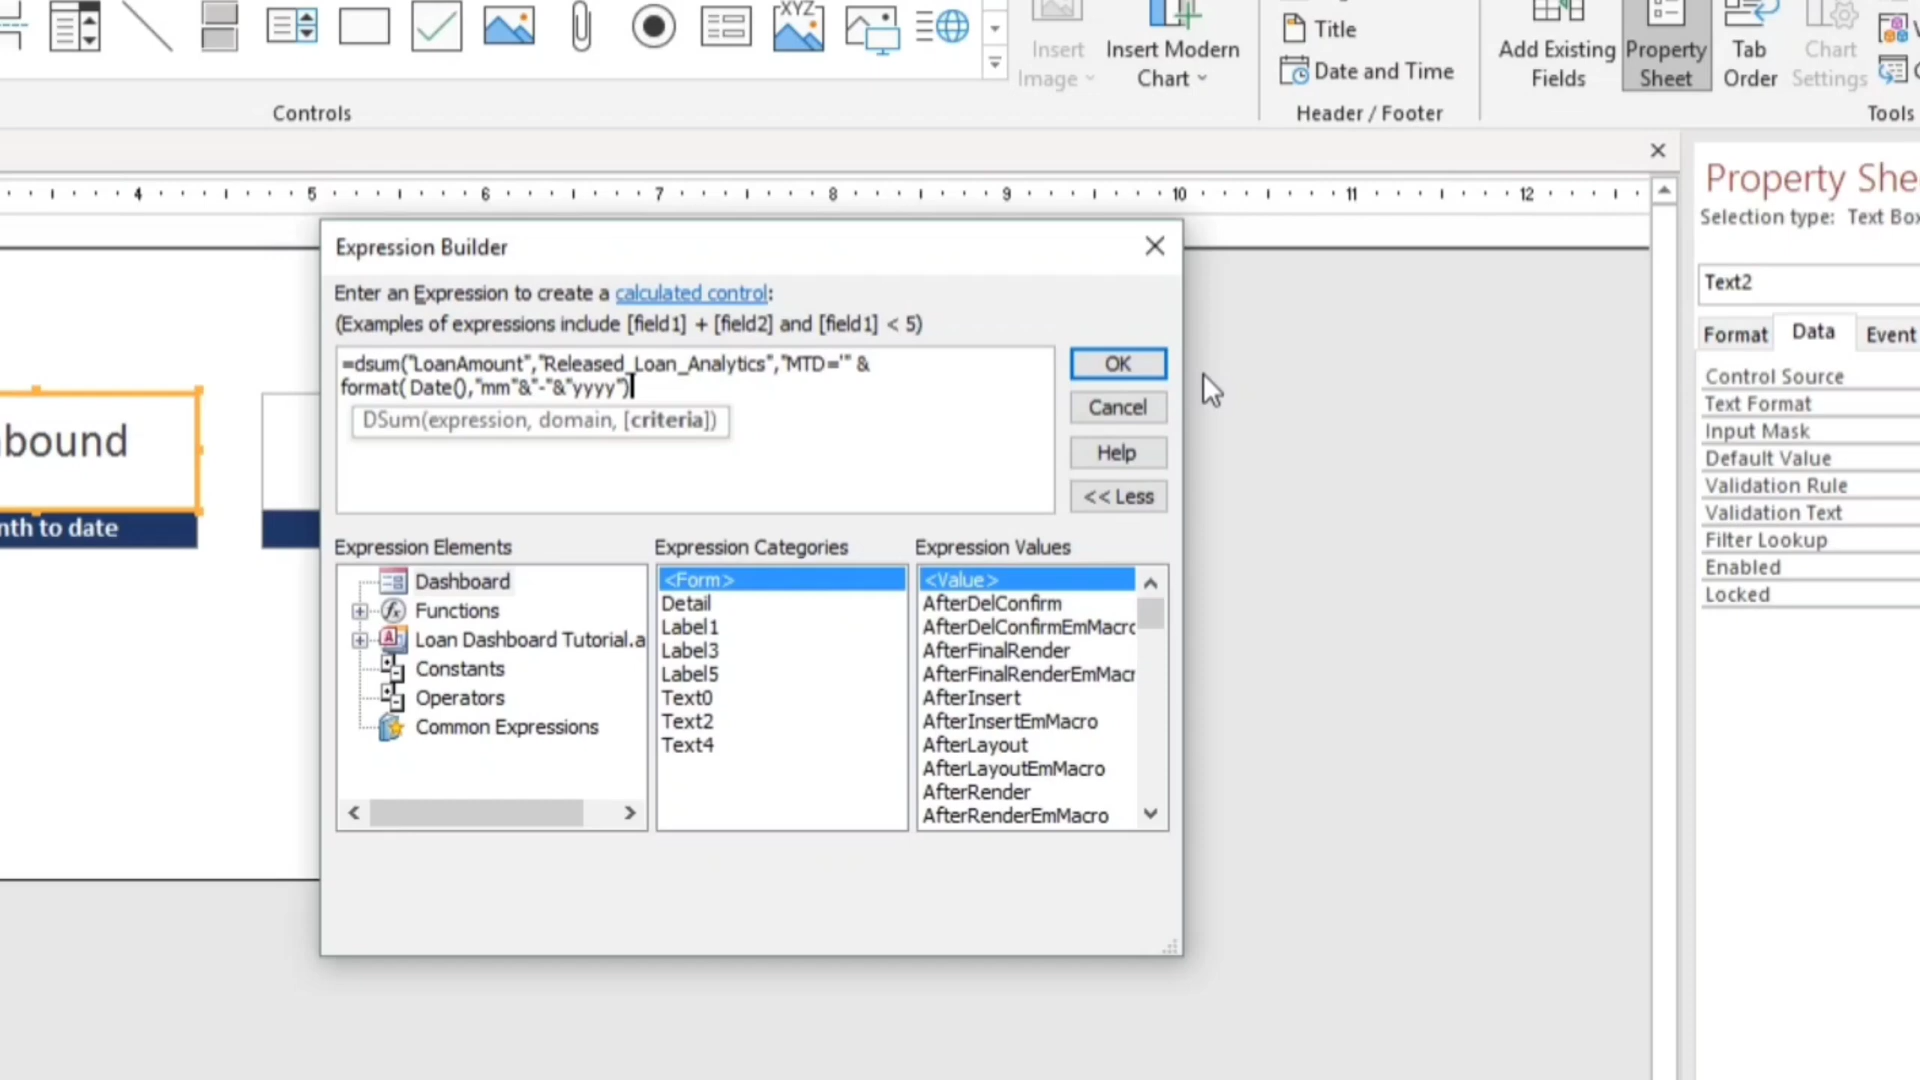 XYZ
Insert
Image
Insert Modern
Chart
Title
Date and Time
Add Existing
Fields
Property
Sheet
Tab
Order
Chart
Settings
Controls
Header / Footer
Tools
4 5 6 7 8 9 10 11 12
Property She
Selection type: Text Box
Text2
Format Data Event
Control Source
Text Format
Input Mask
Default Value
Validation Rule
Validation Text
Filter Lookup
Enabled
Locked
bound
nth to date
Expression Builder
Enter an Expression to create a calculated control:
(Examples of expressions include [field1] + [field2] and [field1] < 5)
=dsum("LoanAmount","Released_Loan_Analytics","MTD='" &
format( Date(),"mm"&"-"&"yyyy")
DSum(expression, domain, [criteria])
OK
Cancel
Help
<< Less
Expression Elements
Dashboard
Functions
Loan Dashboard Tutorial.a
Constants
Operators
Common Expressions
Expression Categories
<Form>
Detail
Label1
Label3
Label5
Text0
Text2
Text4
Expression Values
<Value>
AfterDelConfirm
AfterDelConfirmEmMacro
AfterFinalRender
AfterFinalRenderEmMacr
AfterInsert
AfterInsertEmMacro
AfterLayout
AfterLayoutEmMacro
AfterRender
AfterRenderEmMacro